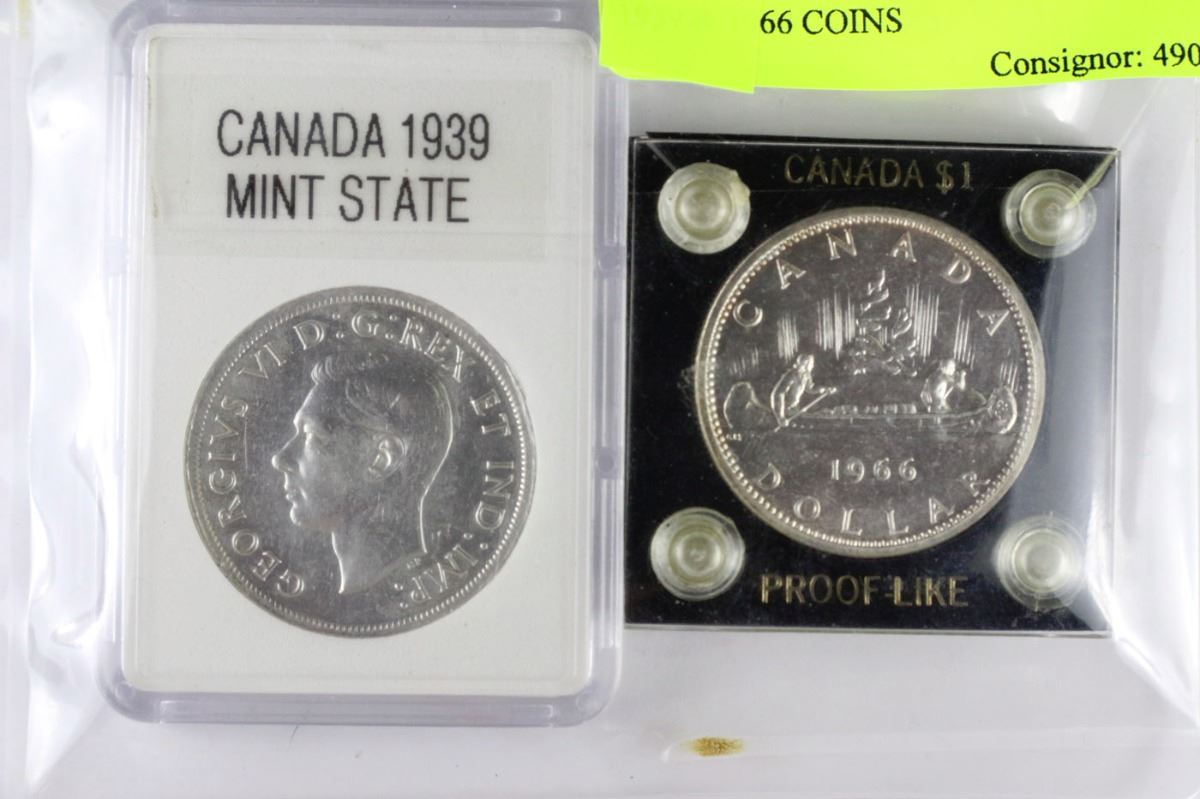 66 COINS
Consignor: 490
CANADA 1939
MINT STATE
GEORGIVS VI D:G:REX ET IND:IMP:
CANADA $1
CANADA
1966
DOLLAR
PROOF-LIKE